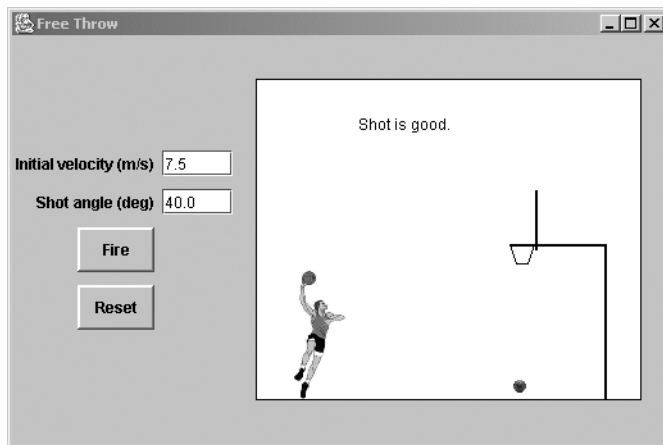 Free Throw
Shot is good.
Initial velocity (m/s) 7.5
Shot angle (deg) 40.0
Fire
Reset